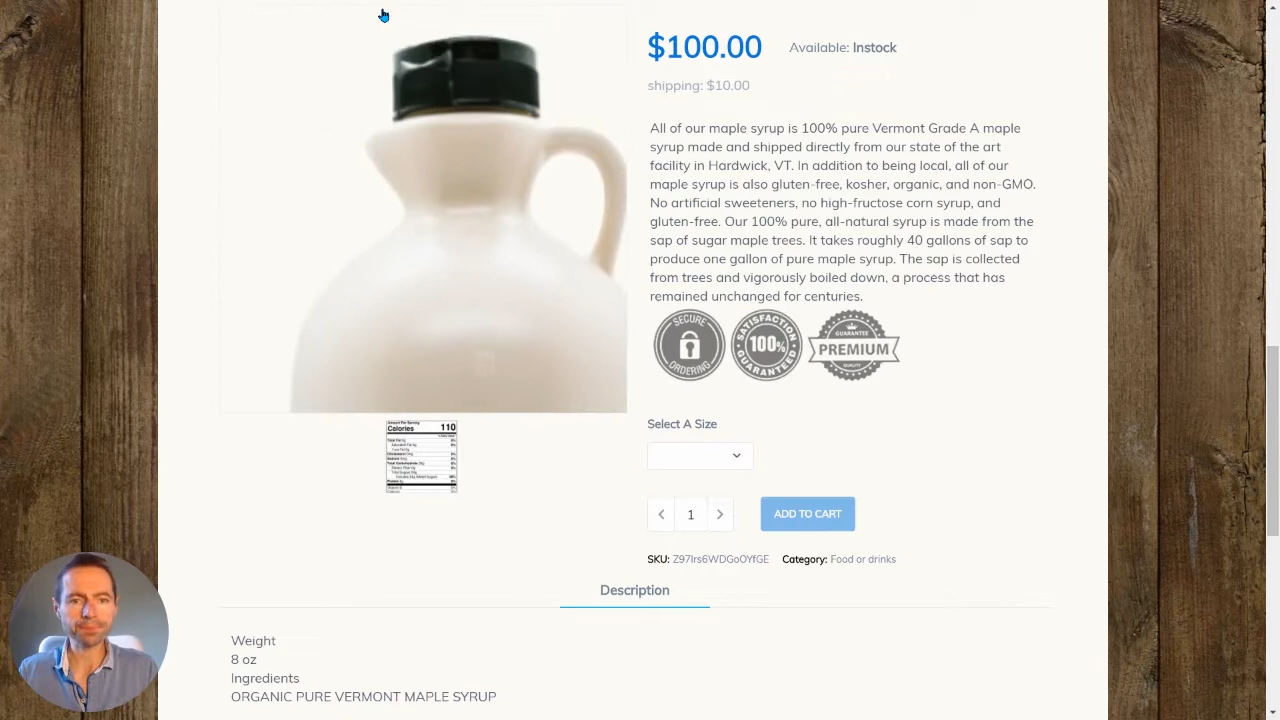 $100.00
Available: Instock
shipping: $10.00
All of our maple syrup is 100% pure Vermont Grade A maple
syrup made and shipped directly from our state of the art
facility in Hardwick, VT. In addition to being local, all of our
maple syrup is also gluten-free, kosher, organic, and non-GMO.
No artificial sweeteners, no high-fructose corn syrup, and
gluten-free. Our 100% pure, all-natural syrup is made from the
sap of sugar maple trees. It takes roughly 40 gallons of sap to
produce one gallon of pure maple syrup. The sap is collected
from trees and vigorously boiled down, a process that has
remained unchanged for centuries.
SECURE
ORDERING
SATISFACTION
100%
GUARANTEED
GUARANTEE
PREMIUM
QUALITY
Select A Size
Amount Per Serving
Calories 110
1
ADD TO CART
SKU: Z97Irs6WDGoOYfGE Category: Food or drinks
Description
Weight
8 oz
Ingredients
ORGANIC PURE VERMONT MAPLE SYRUP